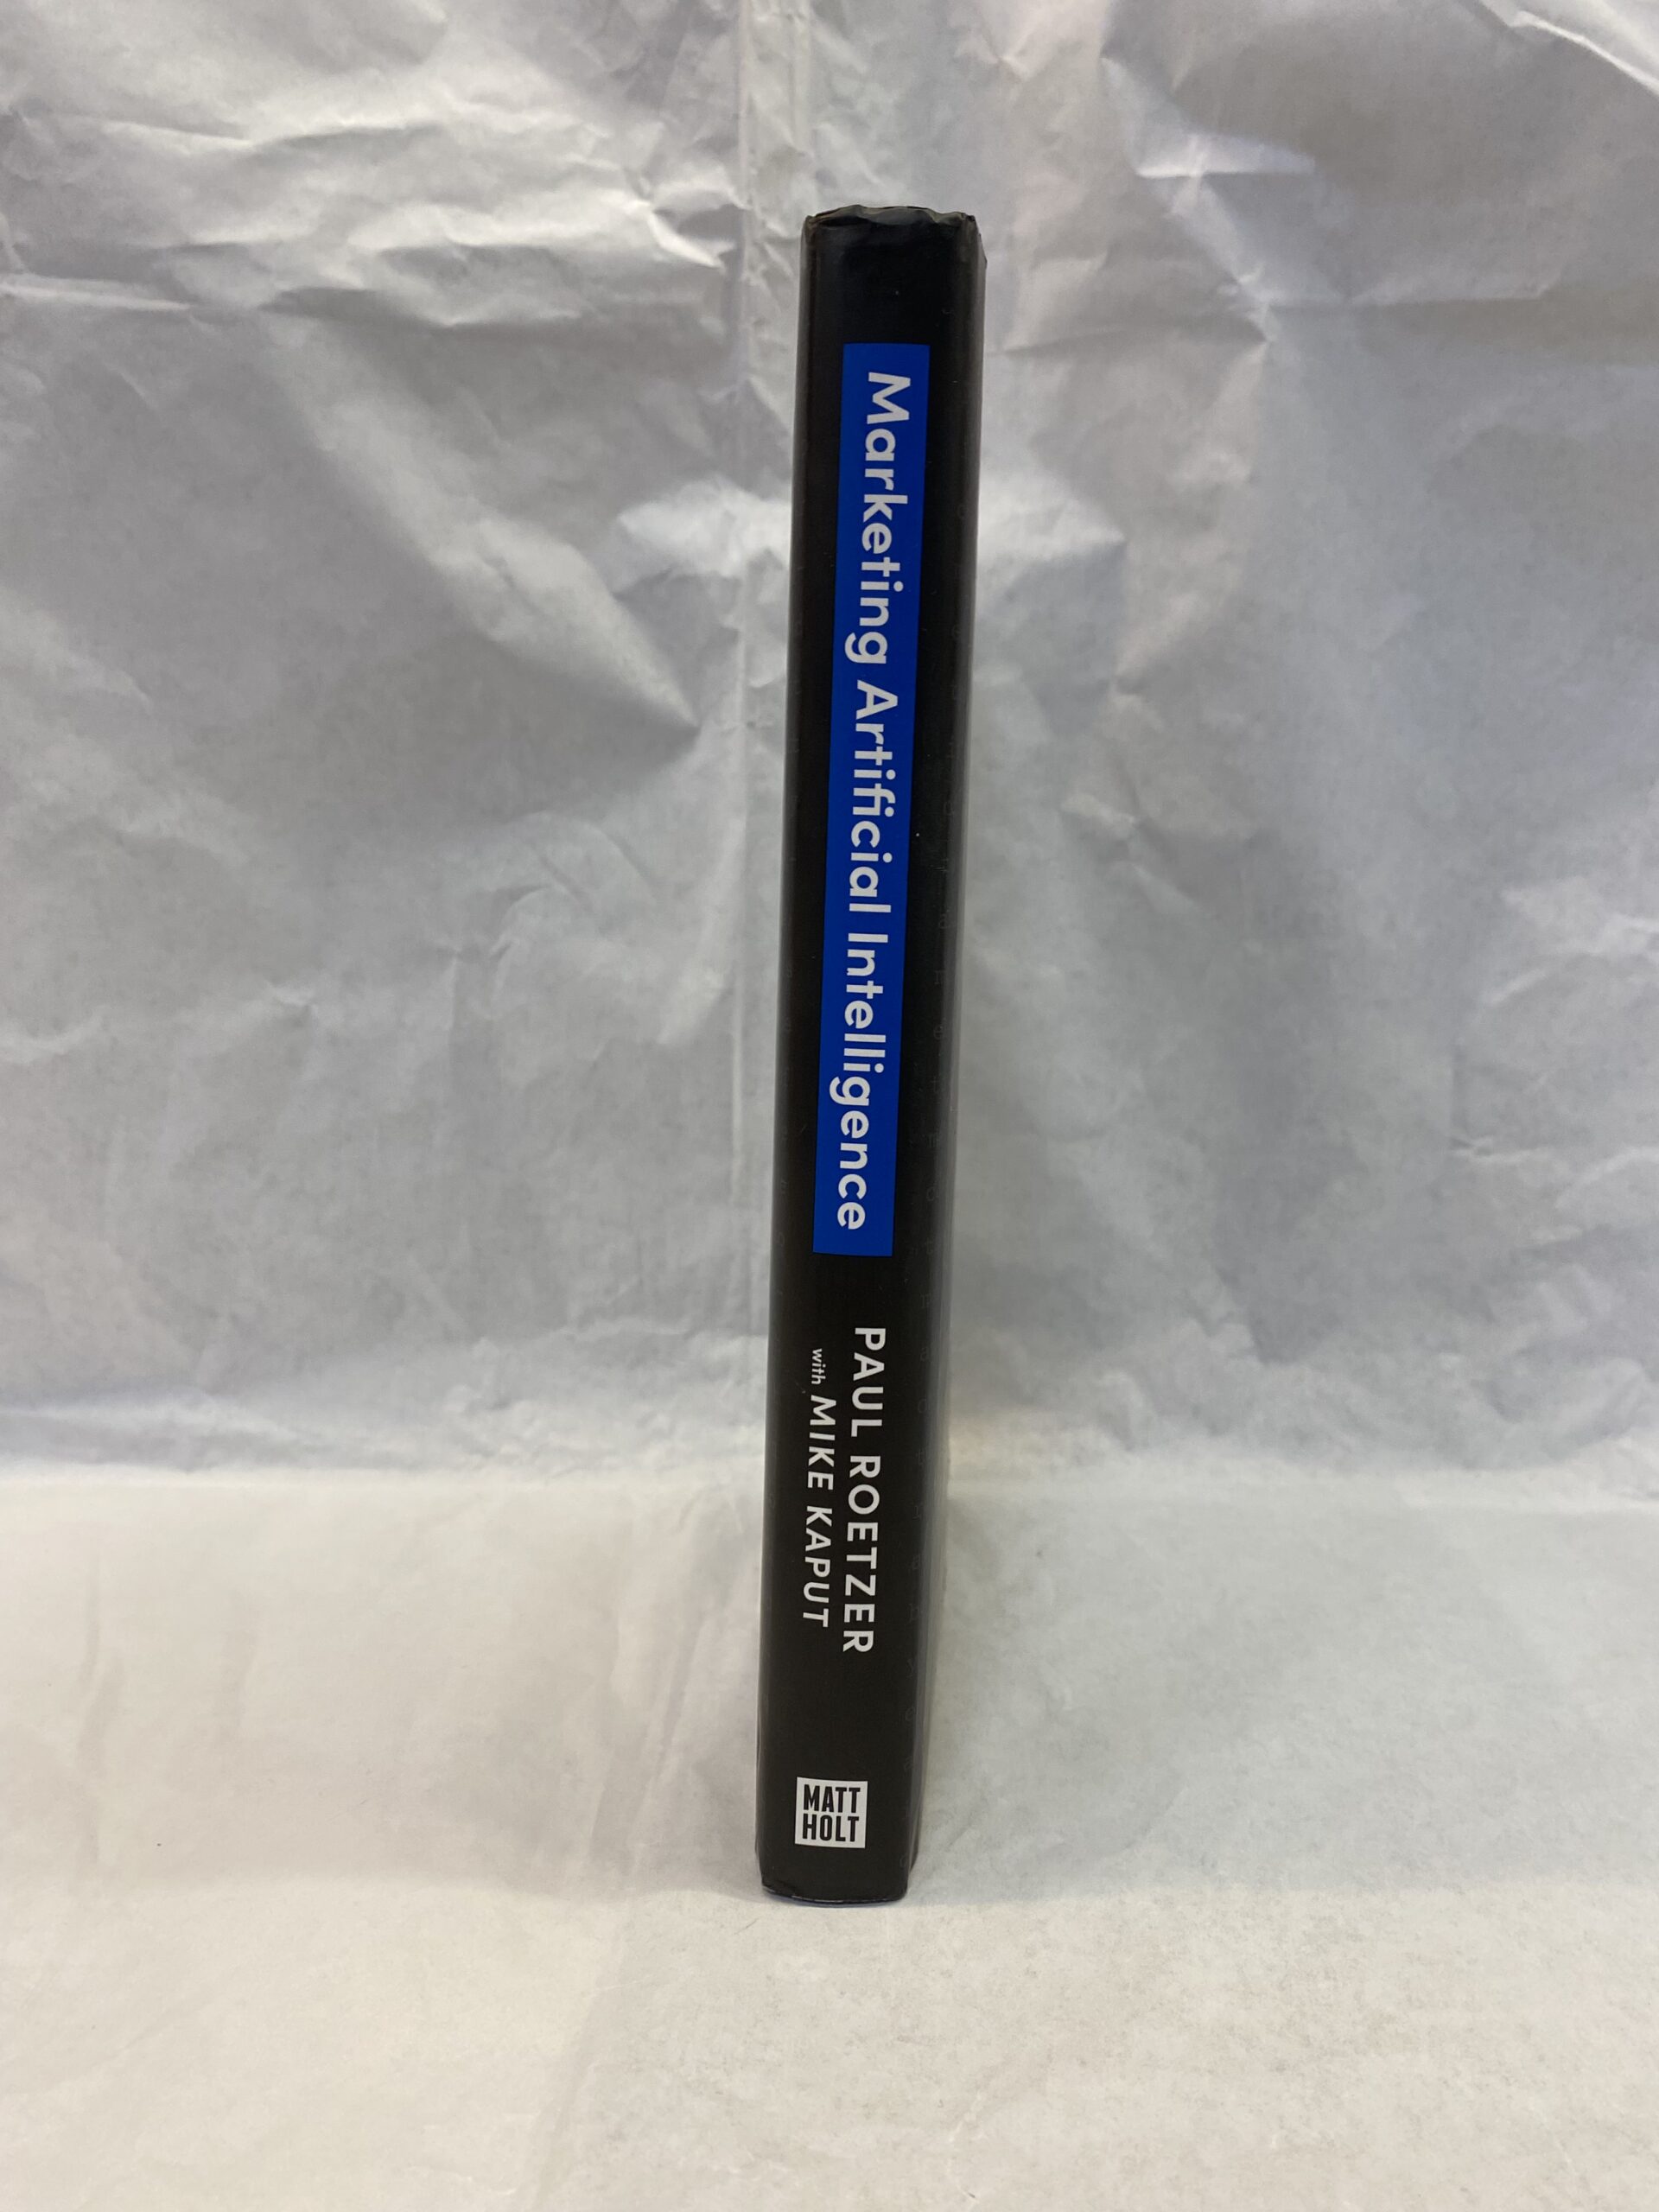 Marketing Artificial Intelligence
PAUL ROETZER
with MIKE KAPUT
MATT
HOLT